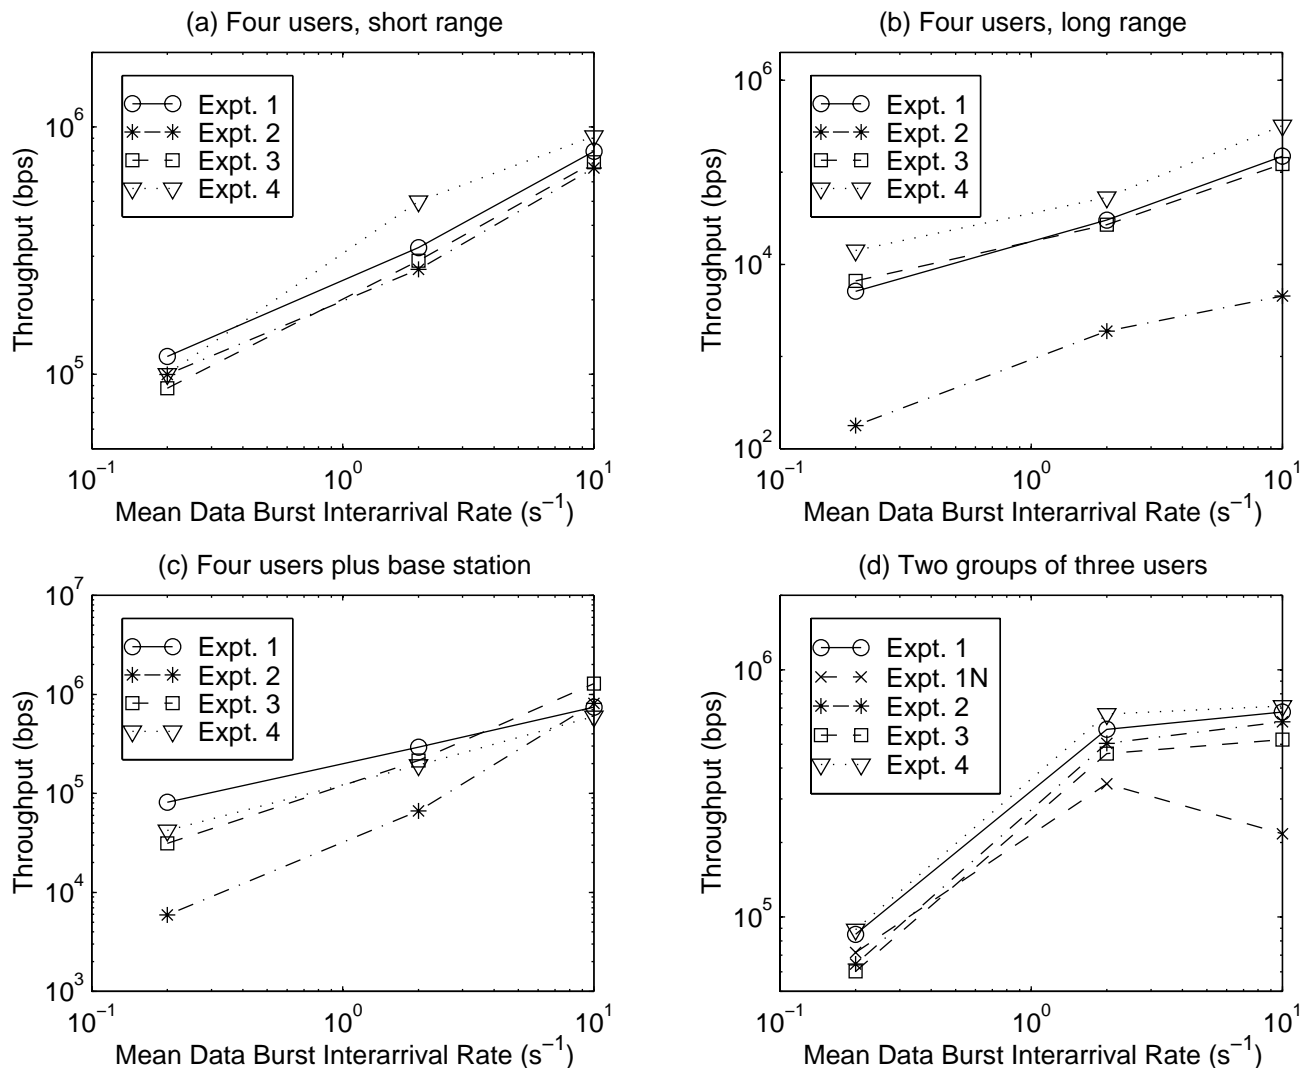 (a) Four users, short range
Throughput (bps)
10^6
10^5
Expt. 1
Expt. 2
Expt. 3
Expt. 4
10^−1
10^0
10^1
Mean Data Burst Interarrival Rate (s^−1)
(b) Four users, long range
Throughput (bps)
10^6
10^4
10^2
Expt. 1
Expt. 2
Expt. 3
Expt. 4
10^−1
10^0
10^1
Mean Data Burst Interarrival Rate (s^−1)
(c) Four users plus base station
Throughput (bps)
10^7
10^6
10^5
10^4
10^3
Expt. 1
Expt. 2
Expt. 3
Expt. 4
10^−1
10^0
10^1
Mean Data Burst Interarrival Rate (s^−1)
(d) Two groups of three users
Throughput (bps)
10^6
10^5
Expt. 1
Expt. 1N
Expt. 2
Expt. 3
Expt. 4
10^−1
10^0
10^1
Mean Data Burst Interarrival Rate (s^−1)